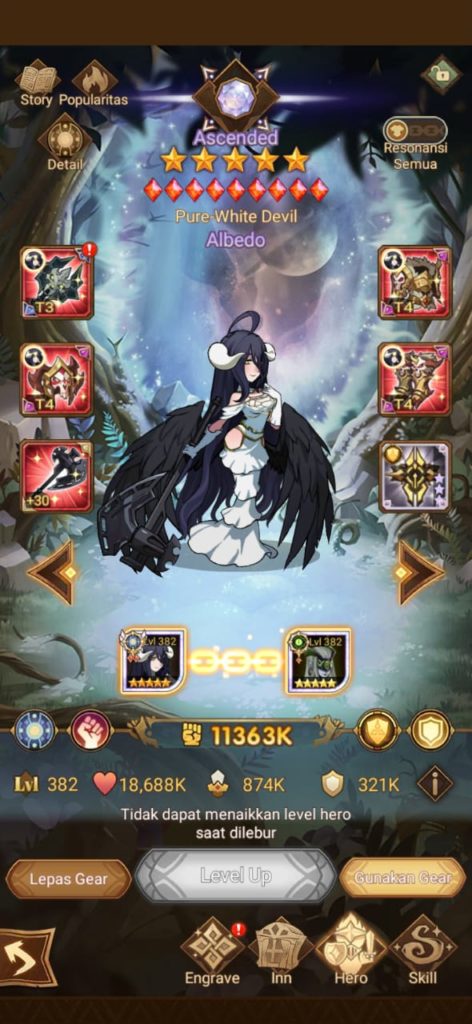 Story
Popularitas
Ascended
Detail
Resonansi
Semua
Pure-White Devil
Albedo
T3
T4
T4
T4
+30
Lvl 382
Lvl 382
11363K
Lvl 382
18,688K
874K
321K
Tidak dapat menaikkan level hero
saat dilebur
Lepas Gear
Level Up
Gunakan Gear
Engrave
Inn
Hero
Skill